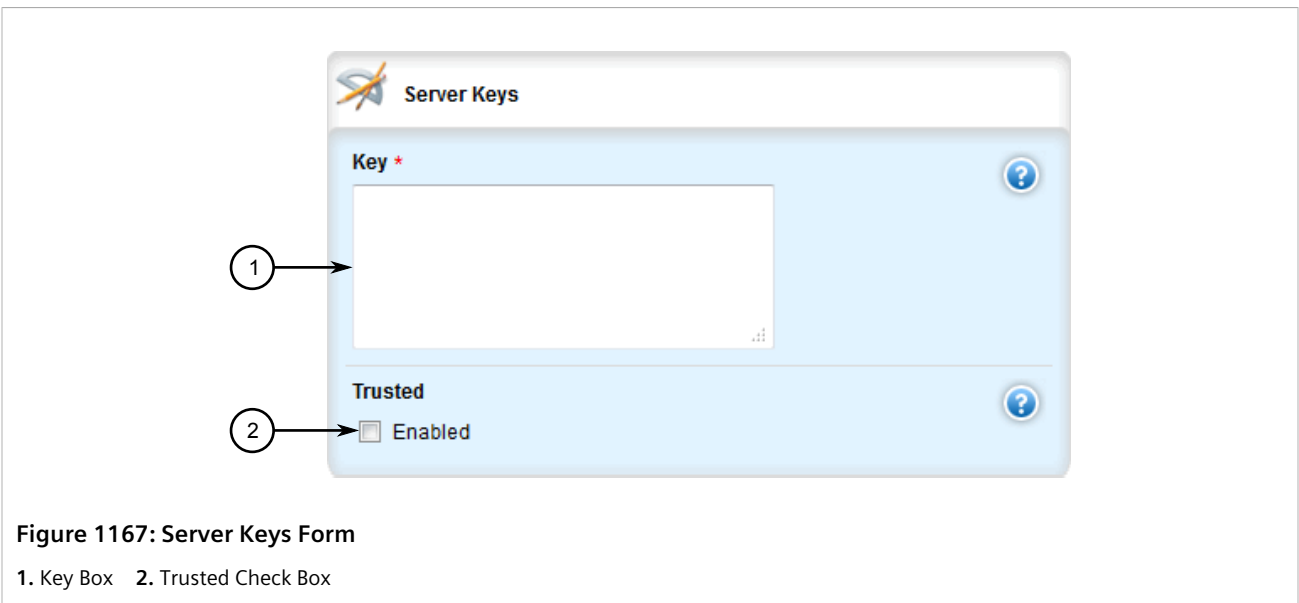 Server Keys
Key *
1
Trusted
2
Enabled
Figure 1167: Server Keys Form
1. Key Box 2. Trusted Check Box